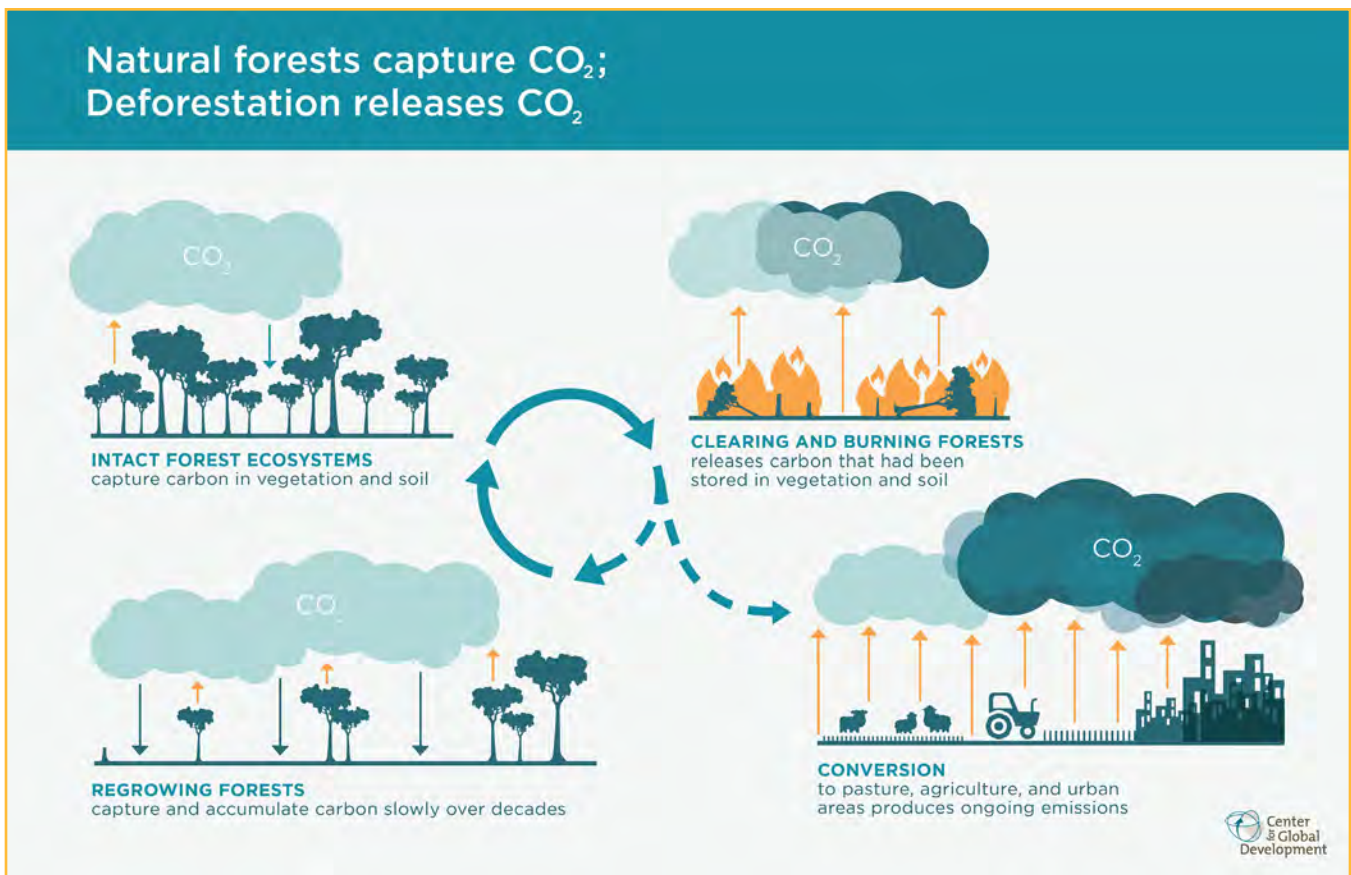 Natural forests capture CO₂;
Deforestation releases CO₂
CO₂
INTACT FOREST ECOSYSTEMS
capture carbon in vegetation and soil
CO₂
CLEARING AND BURNING FORESTS
releases carbon that had been
stored in vegetation and soil
CO
REGROWING FORESTS
capture and accumulate carbon slowly over decades
CO₂
CONVERSION
to pasture, agriculture, and urban
areas produces ongoing emissions
Center
for Global
Development